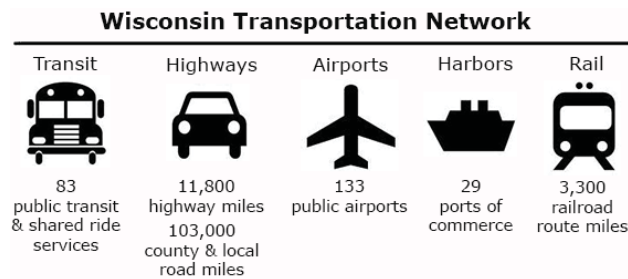 Wisconsin Transportation Network
Transit
83
public transit
& shared ride
services
Highways
11,800
highway miles
103,000
county & local
road miles
Airports
133
public airports
Harbors
29
ports of
commerce
Rail
3,300
railroad
route miles